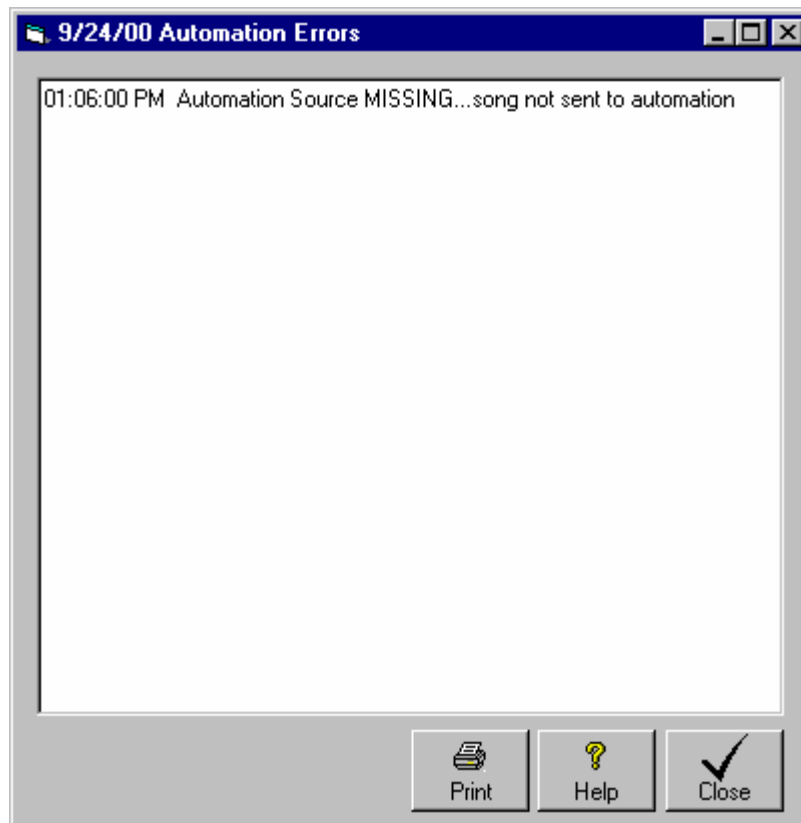 9/24/00 Automation Errors
01:06:00 PM Automation Source MISSING...song not sent to automation
Print Help Close